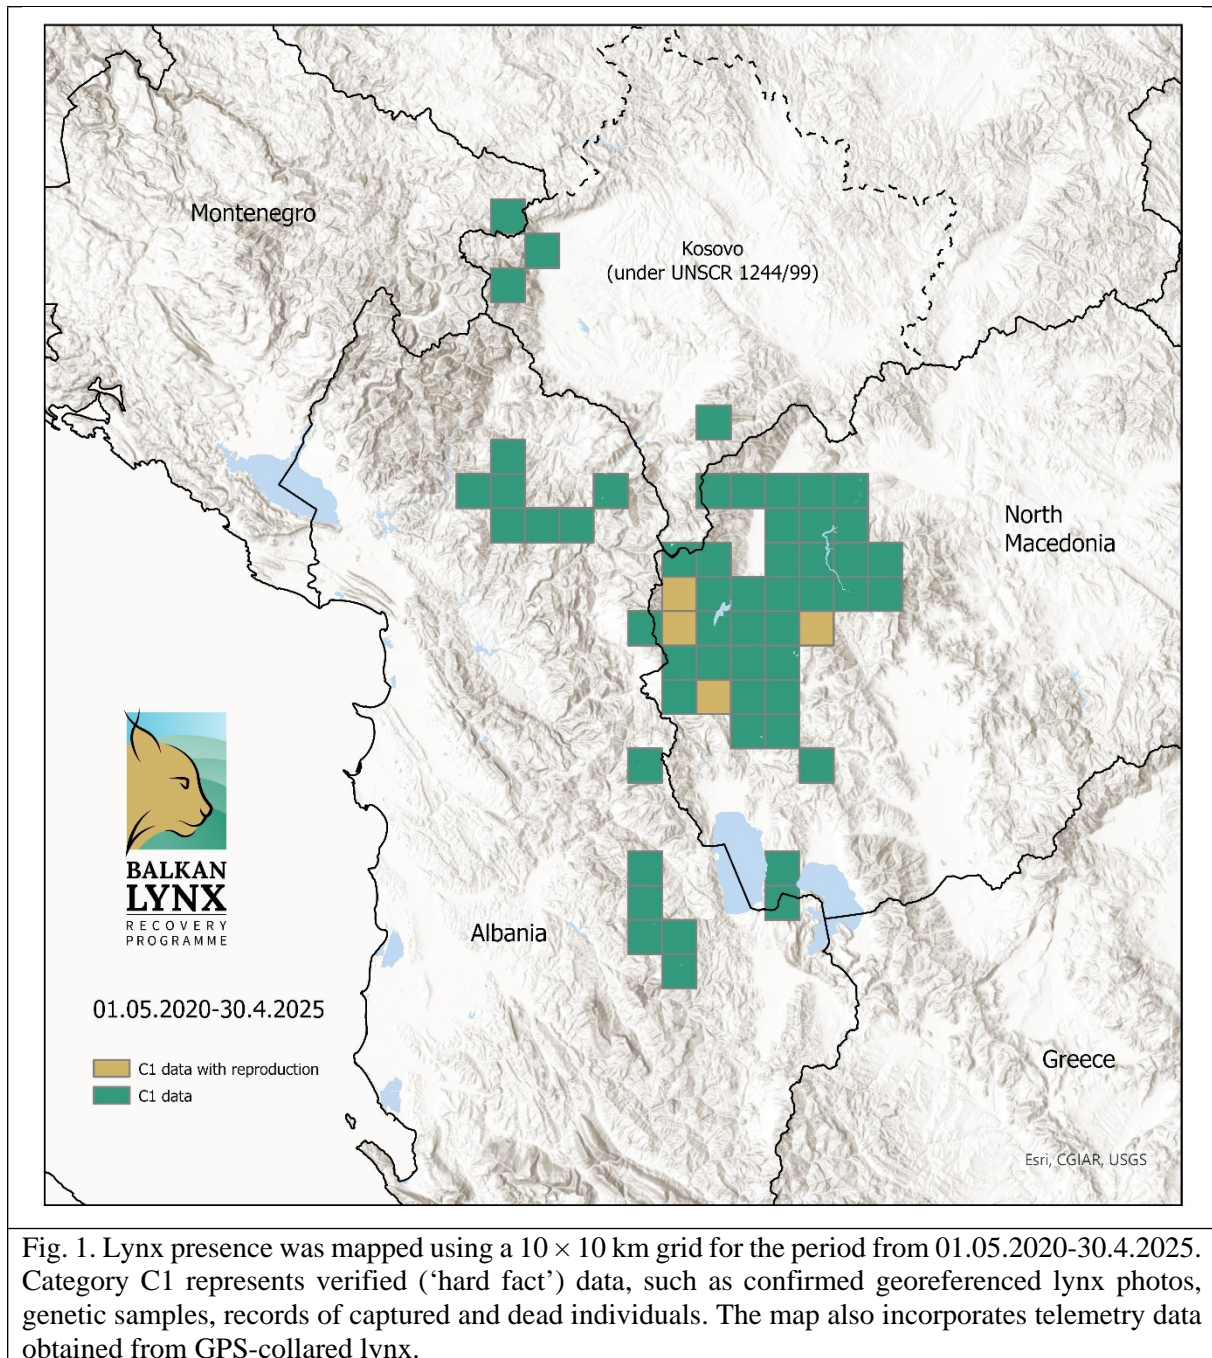 Montenegro
Kosovo
(under UNSCR 1244/99)
North
Macedonia
BALKAN
LYNX
RECOVERY
PROGRAMME
Albania
01.05.2020-30.4.2025
C1 data with reproduction
C1 data
Greece
Esri, CGIAR, USGS
Fig. 1. Lynx presence was mapped using a 10 × 10 km grid for the period from 01.05.2020-30.4.2025.
Category C1 represents verified (‘hard fact’) data, such as confirmed georeferenced lynx photos,
genetic samples, records of captured and dead individuals. The map also incorporates telemetry data
obtained from GPS-collared lynx.